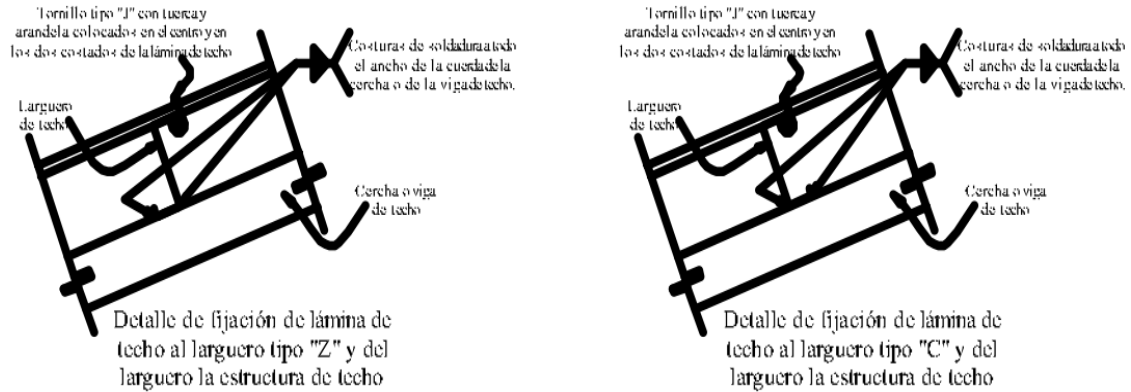 Tornillo tipo "J" con tuerca y
arandela colocados en el centro y en
los dos costados de la lámina de techo
Costuras de soldadura a todo
el ancho de la cuerda de la
cercha o de la viga de techo.
Larguero
de techo
Cercha o viga
de techo
Detalle de fijación de lámina de
techo al larguero tipo "Z" y del
larguero la estructura de techo
Tornillo tipo "J" con tuerca y
arandela colocados en el centro y en
los dos costados de la lámina de techo
Costuras de soldadura a todo
el ancho de la cuerda de la
cercha o de la viga de techo.
Larguero
de techo
Cercha o viga
de techo
Detalle de fijación de lámina de
techo al larguero tipo "C" y del
larguero la estructura de techo